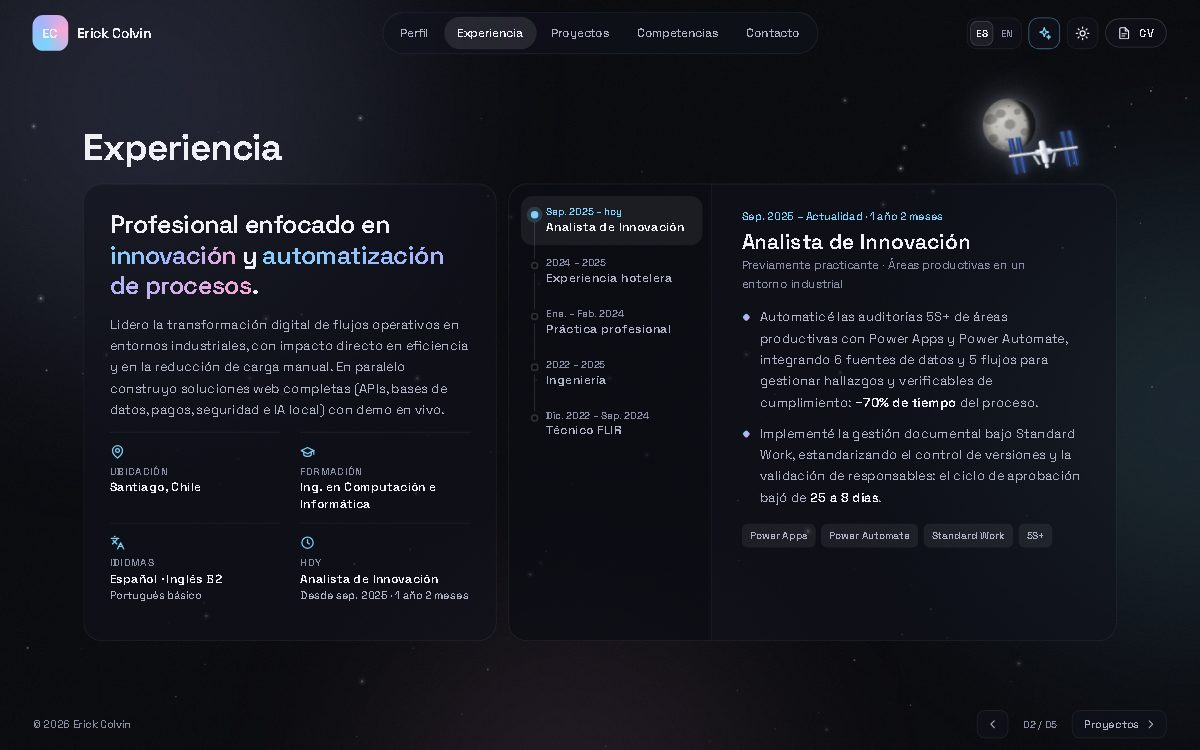 EC
Erick Colvin
Perfil
Experiencia
Proyectos
Competencias
Contacto
ES
EN
CV
Experiencia
Profesional enfocado en
innovación y automatización
de procesos.
Lidero la transformación digital de flujos operativos en
entornos industriales, con impacto directo en eficiencia
y en la reducción de carga manual. En paralelo
construyo soluciones web completas (APIs, bases de
datos, pagos, seguridad e IA local) con demo en vivo.
UBICACIÓN
Santiago, Chile
FORMACIÓN
Ing. en Computación e
Informática
IDIOMAS
Español · Inglés B2
Portugués básico
HOY
Analista de Innovación
Desde sep. 2025 · 1 año 2 meses
Sep. 2025 – hoy
Analista de Innovación
2024 – 2025
Experiencia hotelera
Ene. – Feb. 2024
Práctica profesional
2022 – 2025
Ingeniería
Dic. 2022 – Sep. 2024
Técnico FLIR
Sep. 2025 – Actualidad · 1 año 2 meses
Analista de Innovación
Previamente practicante · Áreas productivas en un
entorno industrial
Automaticé las auditorías 5S+ de áreas
productivas con Power Apps y Power Automate,
integrando 6 fuentes de datos y 5 flujos para
gestionar hallazgos y verificables de
cumplimiento: −70% de tiempo del proceso.
Implementé la gestión documental bajo Standard
Work, estandarizando el control de versiones y la
validación de responsables: el ciclo de aprobación
bajó de 25 a 8 días.
Power Apps
Power Automate
Standard Work
5S+
© 2026 Erick Colvin
02 / 05
Proyectos